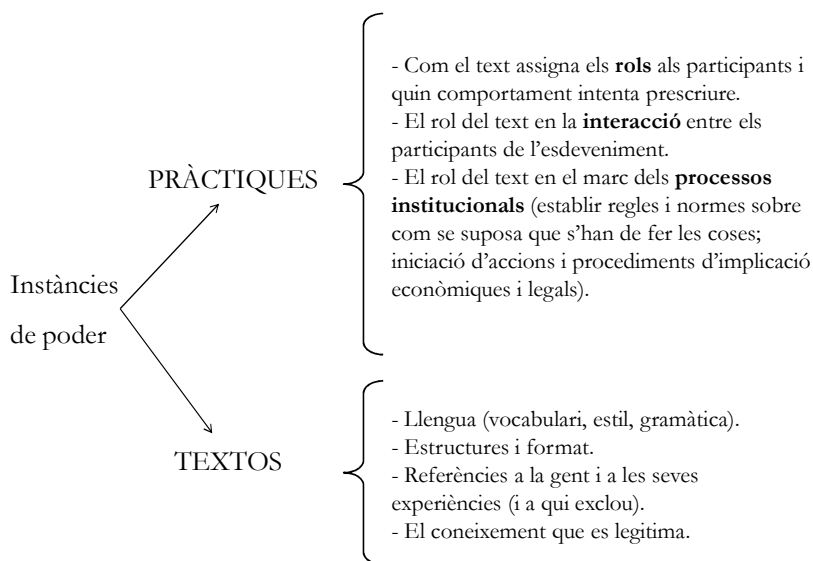 Instàncies
de poder
PRÀCTIQUES
- Com el text assigna els rols als participants i
quin comportament intenta prescriure.
- El rol del text en la interacció entre els
participants de l’esdeveniment.
- El rol del text en el marc dels processos
institucionals (establir regles i normes sobre
com se suposa que s’han de fer les coses;
iniciació d’accions i procediments d’implicació
econòmiques i legals).
TEXTOS
- Llengua (vocabulari, estil, gramàtica).
- Estructures i format.
- Referències a la gent i a les seves
experiències (i a qui exclou).
- El coneixement que es legitima.